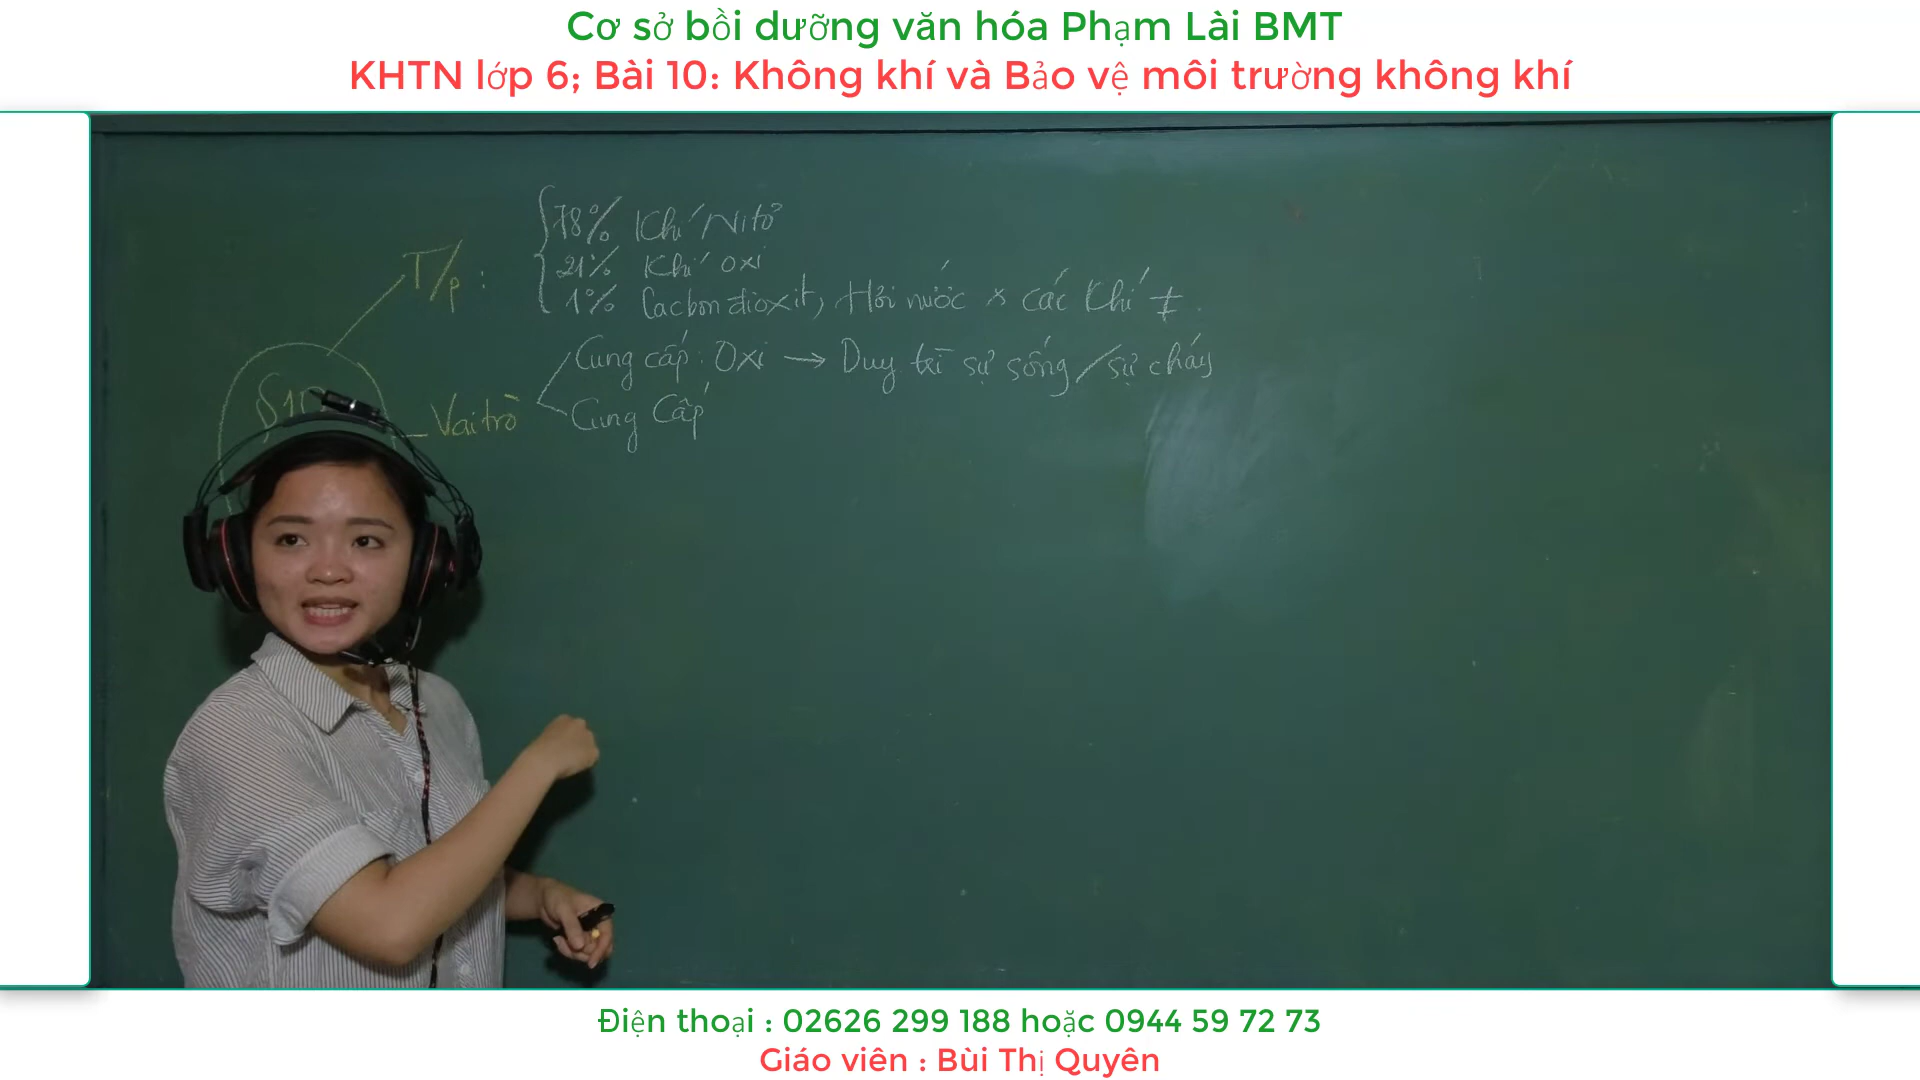 Cơ sở bồi dưỡng văn hóa Phạm Lài BMT
KHTN lớp 6; Bài 10: Không khí và Bảo vệ môi trường không khí
T/p :
78% Khí Nitơ
21% Khí oxi
1% Cacbon đioxit, Hơi nước × các Khí ≠.
§10
Vai trò
Cung cấp: Oxi → Duy trì sự sống / sự cháy
Cung Cấp
Điện thoại : 02626 299 188 hoặc 0944 59 72 73
Giáo viên : Bùi Thị Quyên